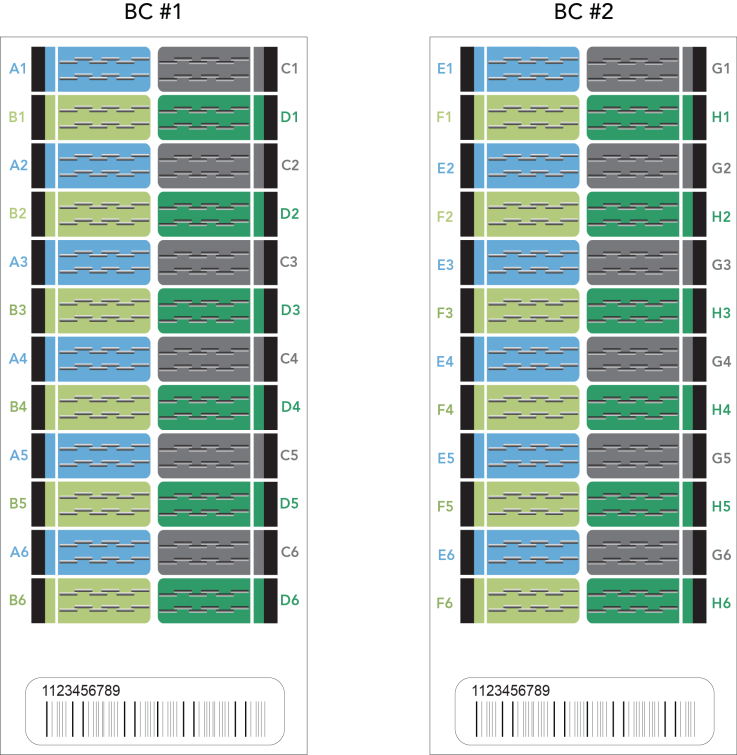 BC #1
BC #2
A1 C1
B1 D1
A2 C2
B2 D2
A3 C3
B3 D3
A4 C4
B4 D4
A5 C5
B5 D5
A6 C6
B6 D6
1123456789
E1 G1
F1 H1
E2 G2
F2 H2
E3 G3
F3 H3
E4 G4
F4 H4
E5 G5
F5 H5
E6 G6
F6 H6
1123456789